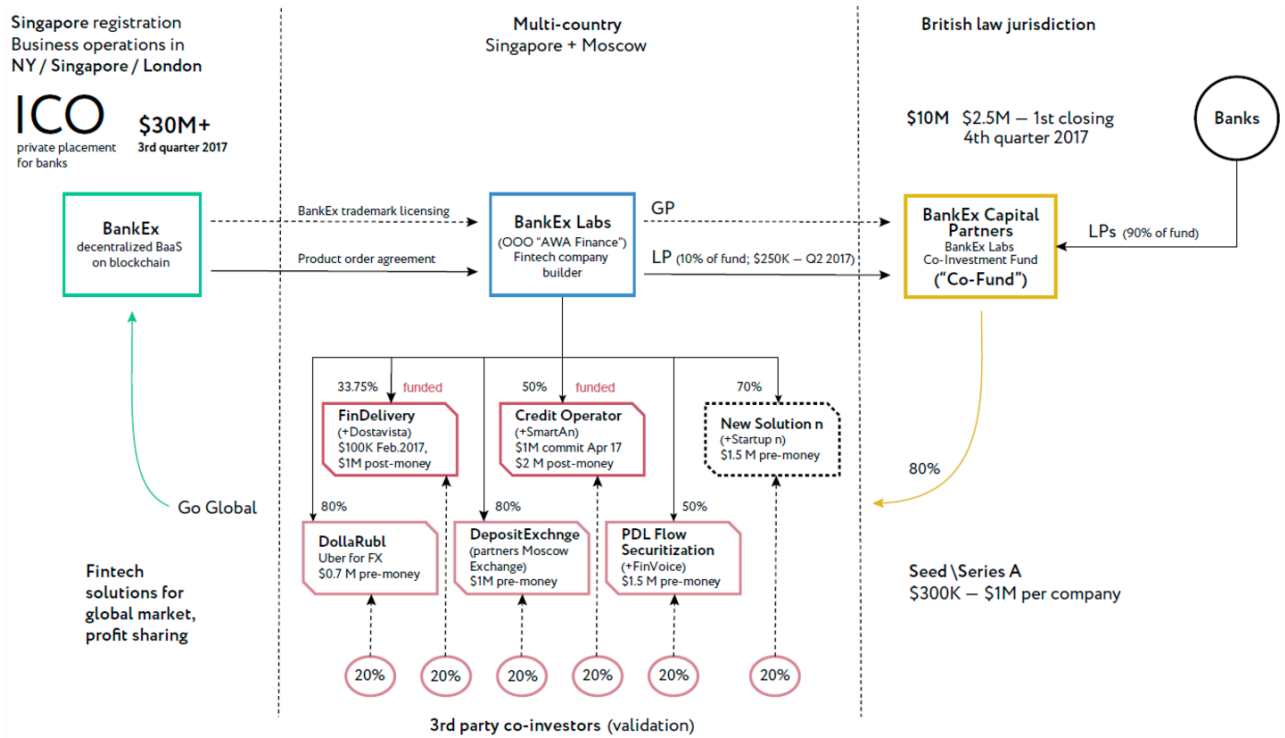 Singapore registration
Business operations in
NY / Singapore / London
ICO
private placement
for banks
$30M+
3rd quarter 2017
Multi-country
Singapore + Moscow
British law jurisdiction
$10M $2.5M — 1st closing
4th quarter 2017
Banks
BankEx
decentralized BaaS
on blockchain
BankEx trademark licensing
Product order agreement
BankEx Labs
(OOO “AWA Finance”)
Fintech company
builder
GP
LP (10% of fund; $250K — Q2 2017)
BankEx Capital
Partners
BankEx Labs
Co-Investment Fund
(“Co-Fund”)
LPs (90% of fund)
33.75% funded
FinDelivery
(+Dostavista)
$100K Feb.2017,
$1M post-money
50% funded
Credit Operator
(+SmartAn)
$1M commit Apr 17
$2 M post-money
70%
New Solution n
(+Startup n)
$1.5 M pre-money
80%
Go Global
80%
DollaRubl
Uber for FX
$0.7 M pre-money
80%
DepositExchnge
(partners Moscow
Exchange)
$1M pre-money
50%
PDL Flow
Securitization
(+FinVoice)
$1.5 M pre-money
Fintech
solutions for
global market,
profit sharing
Seed \Series A
$300K — $1M per company
20% 20% 20% 20% 20% 20%
3rd party co-investors (validation)